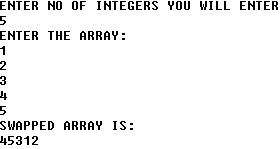 ENTER NO OF INTEGERS YOU WILL ENTER
5
ENTER THE ARRAY:
1
2
3
4
5
SWAPPED ARRAY IS:
45312